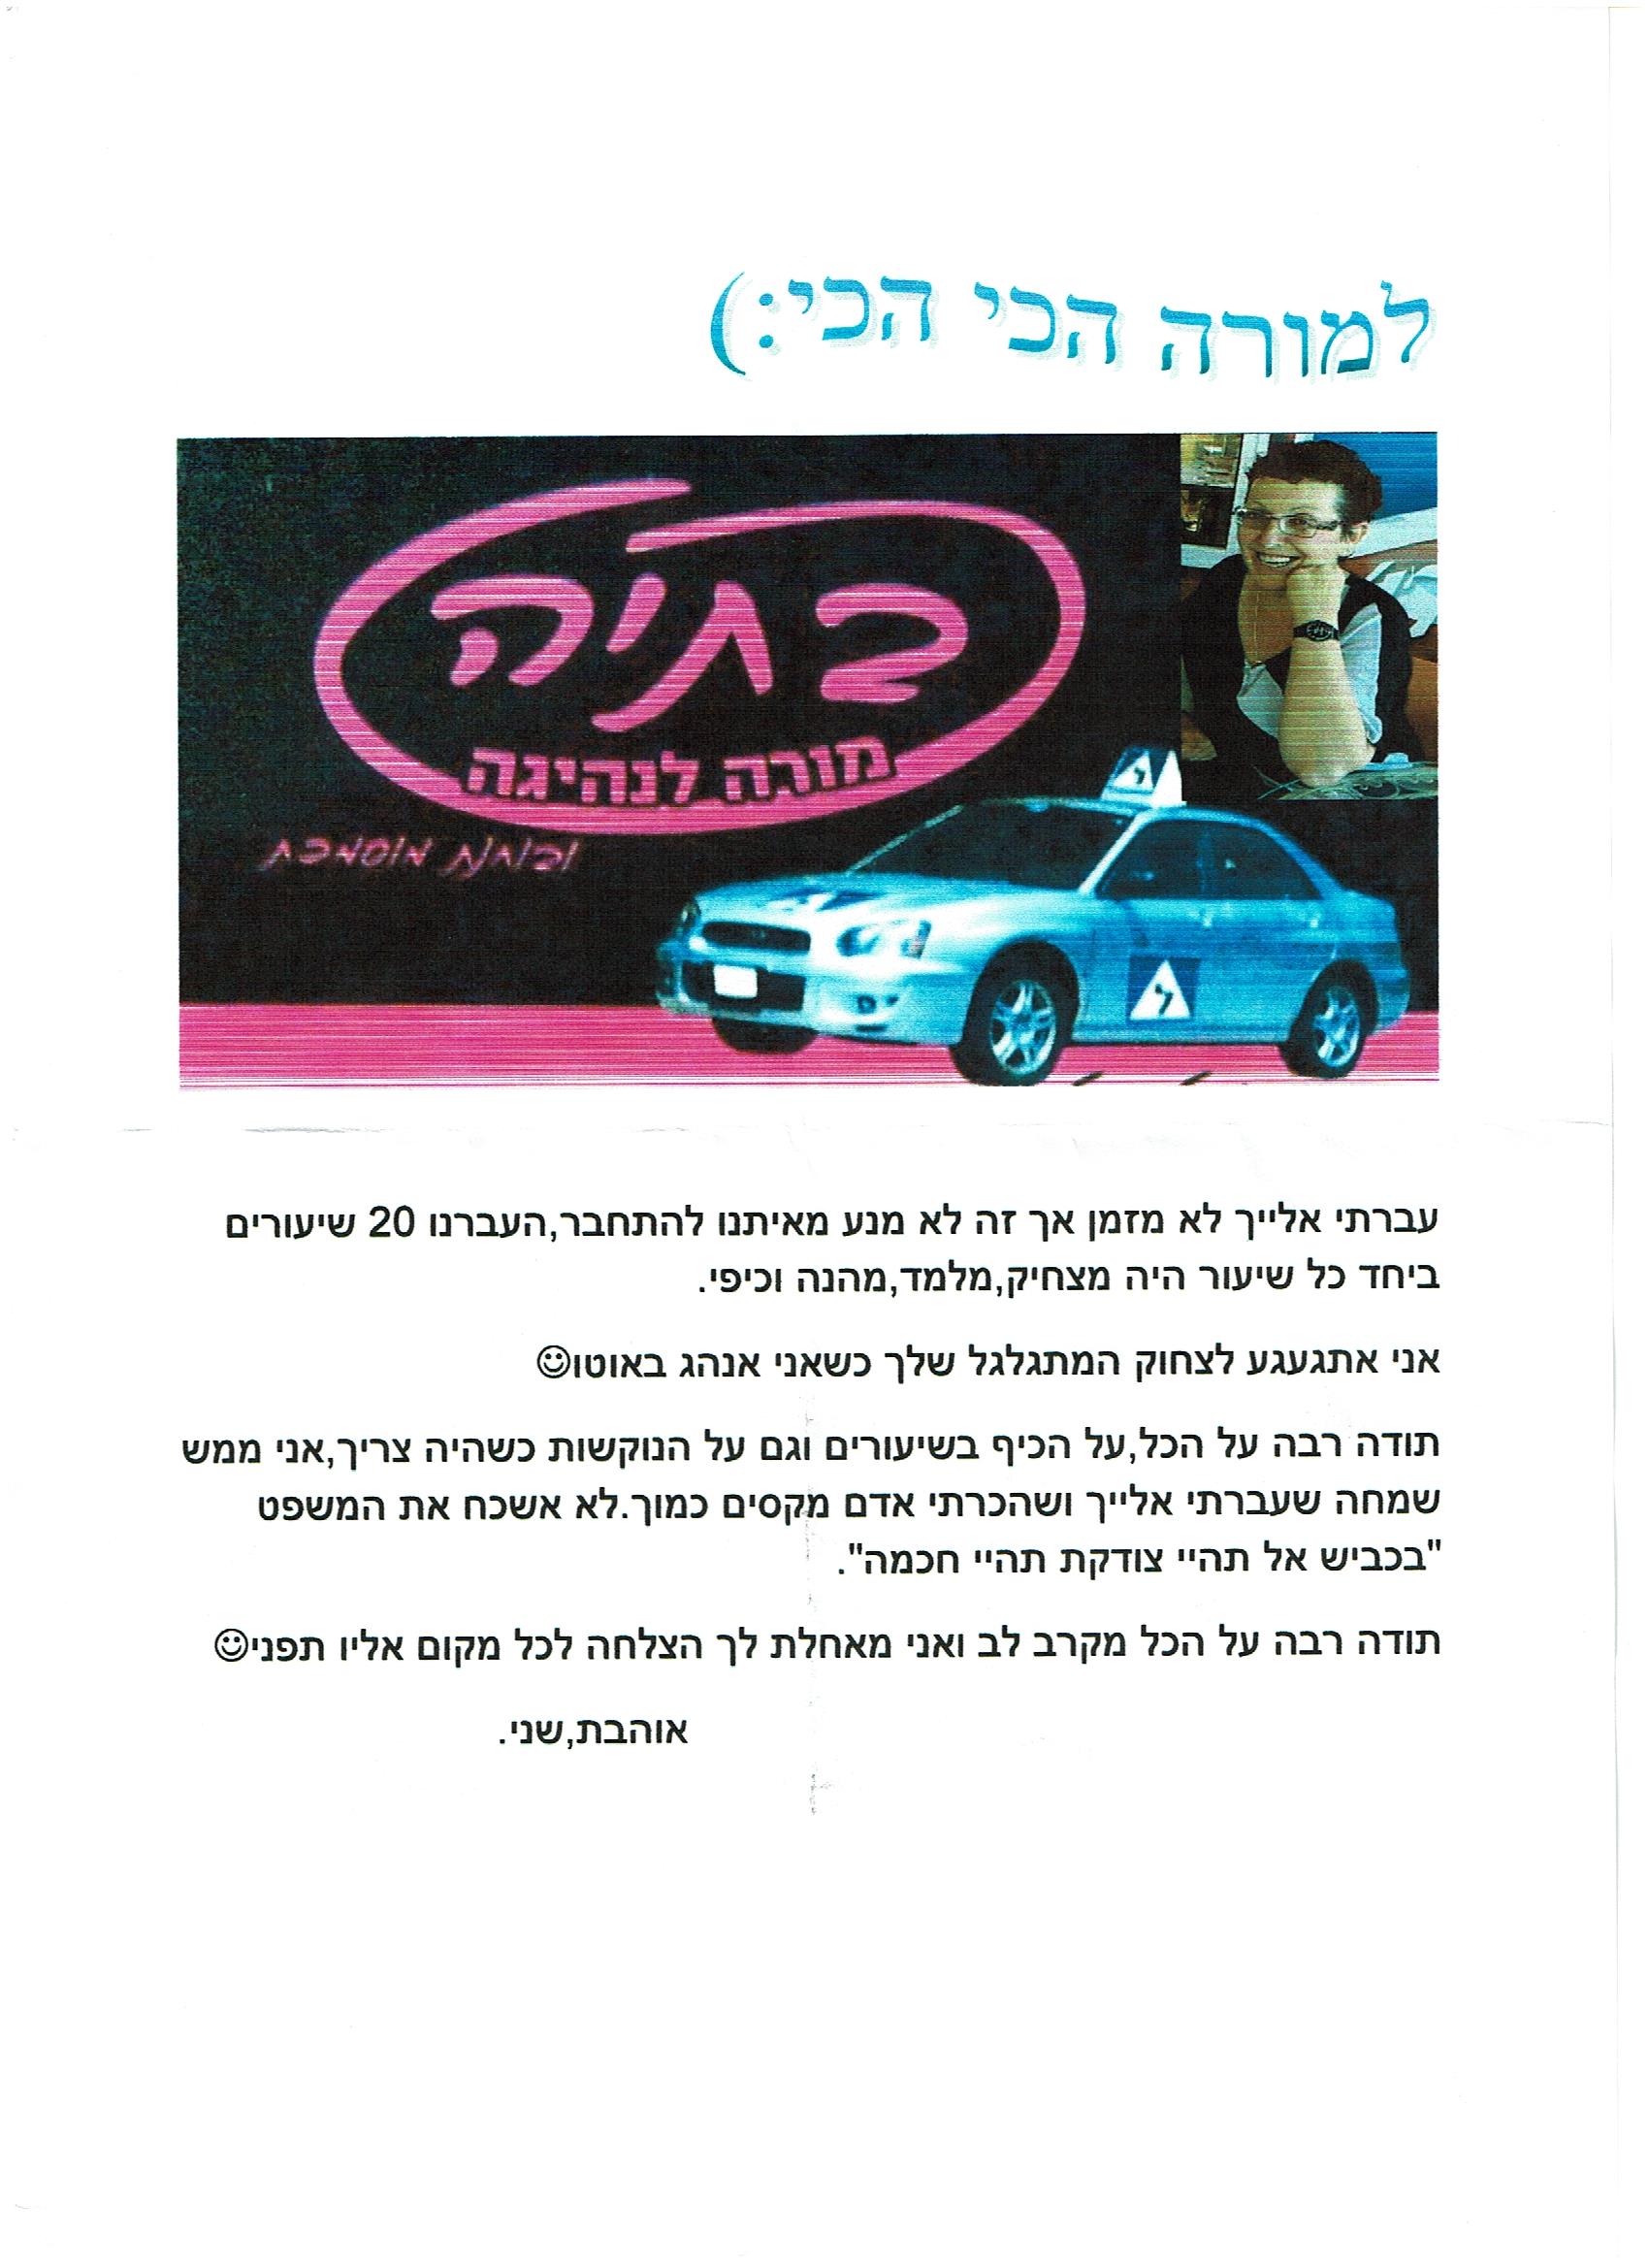 למורה הכי הכי:)
בתיה
מורה לנהיגה
ובוחנת מוסמכת
ל
ל
עברתי אלייך לא מזמן אך זה לא מנע מאיתנו להתחבר,העברנו 20 שיעורים
ביחד כל שיעור היה מצחיק,מלמד,מהנה וכיפי.
אני אתגעגע לצחוק המתגלגל שלך כשאני אנהג באוטו☺
תודה רבה על הכל,על הכיף בשיעורים וגם על הנוקשות כשהיה צריך,אני ממש
שמחה שעברתי אלייך ושהכרתי אדם מקסים כמוך.לא אשכח את המשפט
"בכביש אל תהיי צודקת תהיי חכמה".
תודה רבה על הכל מקרב לב ואני מאחלת לך הצלחה לכל מקום אליו תפני☺
אוהבת,שני.